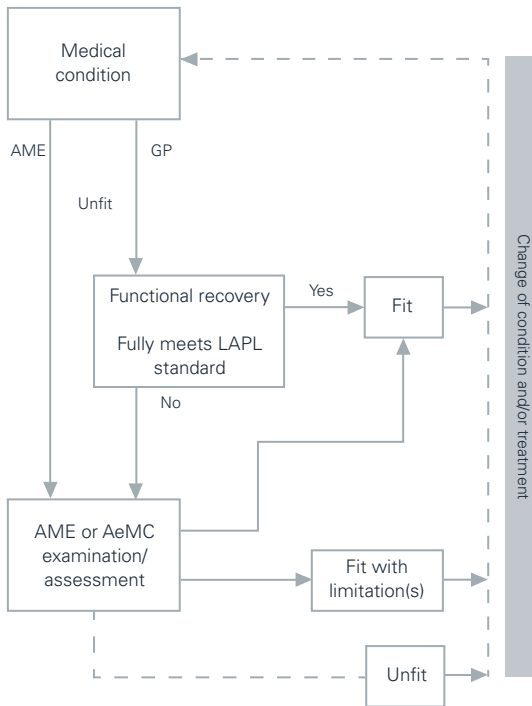 Medical
condition
AME
GP
Unfit
Functional recovery
Fully meets LAPL
standard
Yes
Fit
No
AME or AeMC
examination/
assessment
Fit with
limitation(s)
Unfit
Change of condition and/or treatment